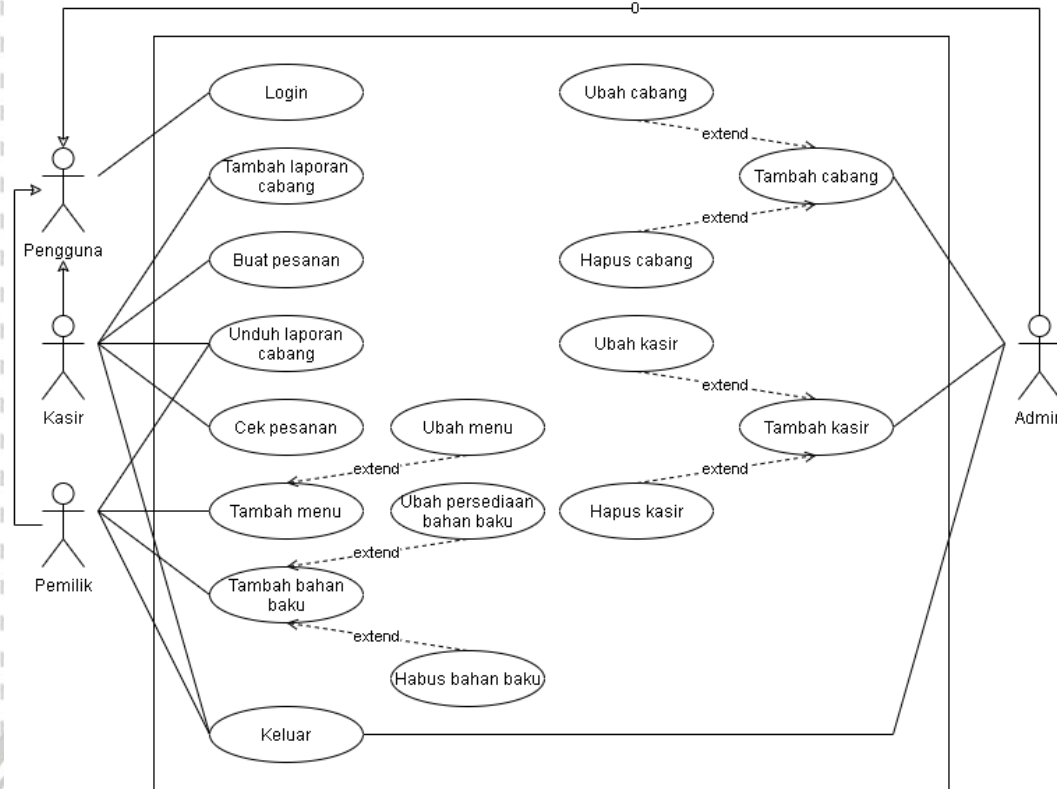 0
Login
Ubah cabang
extend
Tambah laporan
cabang
Tambah cabang
extend
Pengguna
Buat pesanan
Hapus cabang
Unduh laporan
cabang
Ubah kasir
extend
Kasir
Admin
Cek pesanan
Ubah menu
Tambah kasir
extend
extend
Tambah menu
Ubah persediaan
bahan baku
Hapus kasir
extend
Pemilik
Tambah bahan
baku
extend
Habus bahan baku
Keluar